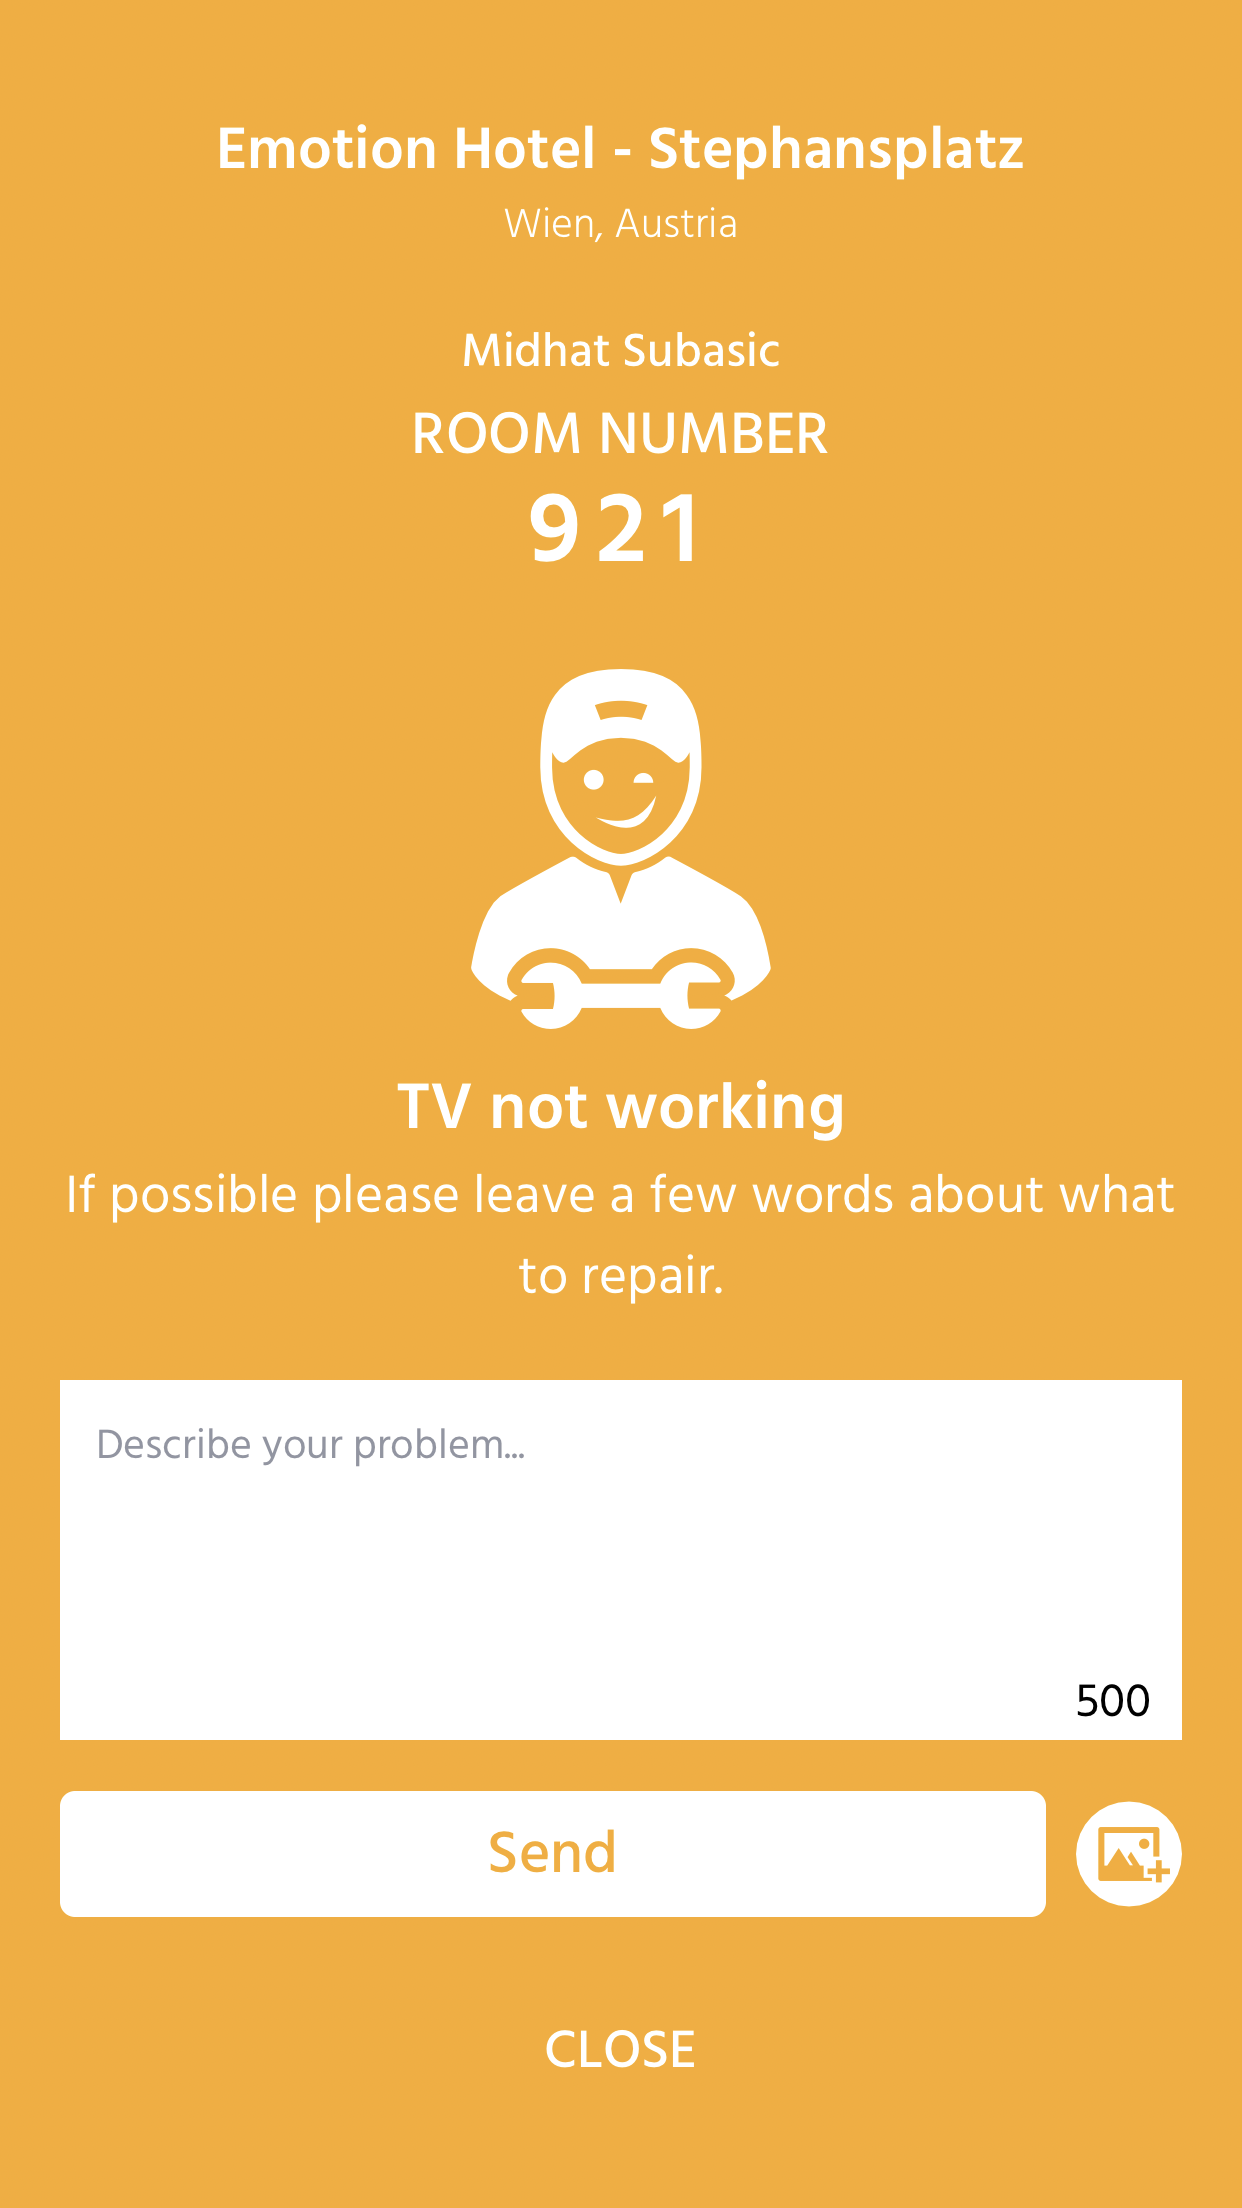 Emotion Hotel - Stephansplatz
Wien, Austria
Midhat Subasic
ROOM NUMBER
921
TV not working
If possible please leave a few words about what
to repair.
Describe your problem...
500
Send
CLOSE